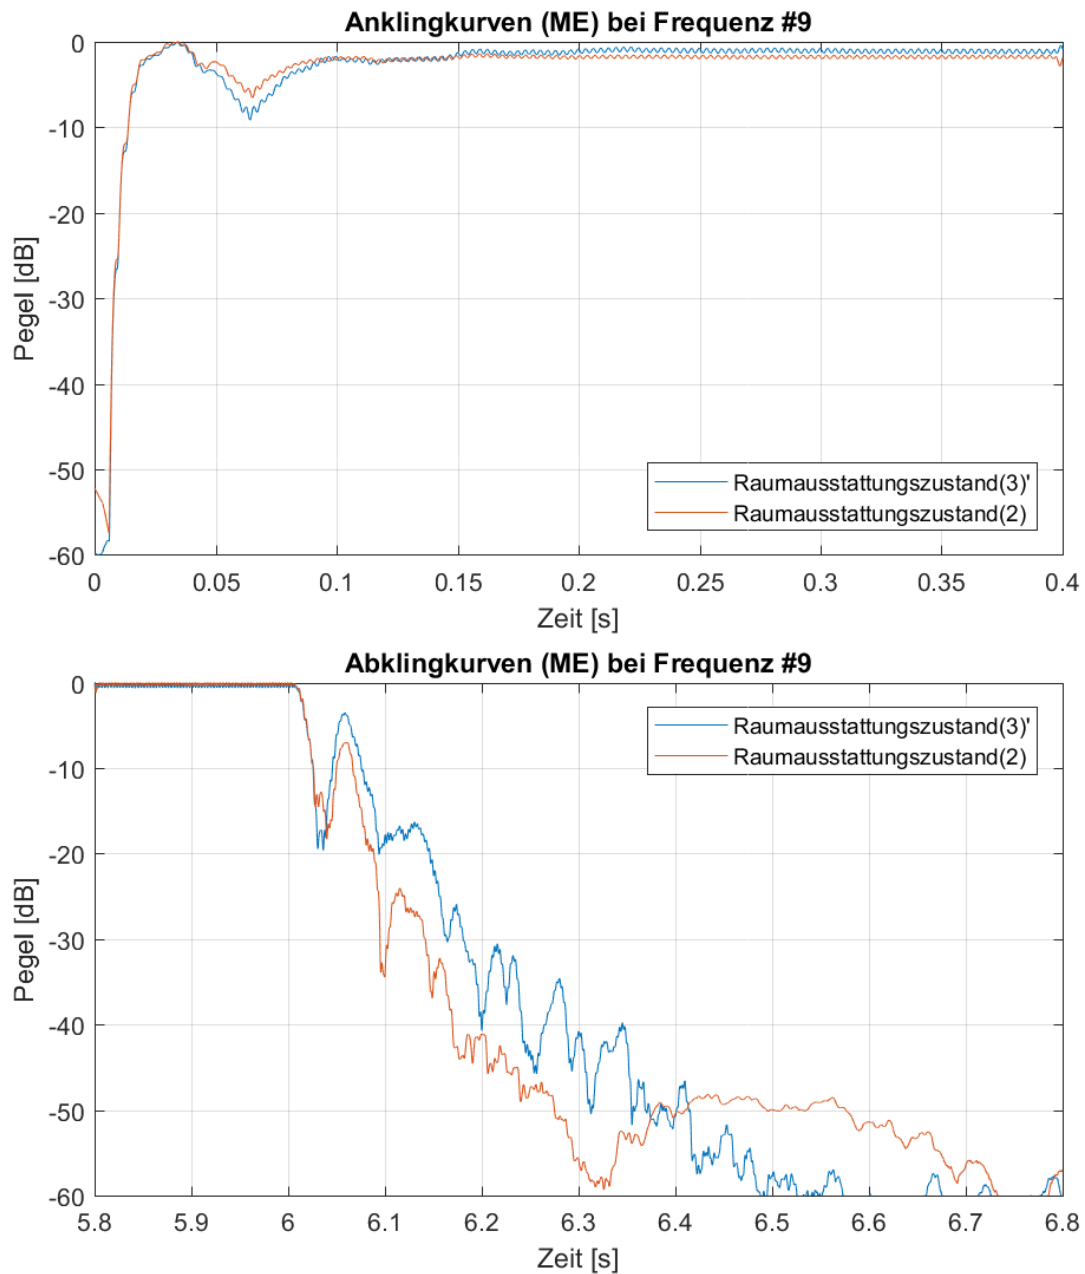 Anklingkurven (ME) bei Frequenz #9
0
-10
-20
-30
-40
-50
-60
Pegel [dB]
Raumausstattungszustand(3)'
Raumausstattungszustand(2)
0 0.05 0.1 0.15 0.2 0.25 0.3 0.35 0.4
Zeit [s]
Abklingkurven (ME) bei Frequenz #9
0
-10
-20
-30
-40
-50
-60
Pegel [dB]
Raumausstattungszustand(3)'
Raumausstattungszustand(2)
5.8 5.9 6 6.1 6.2 6.3 6.4 6.5 6.6 6.7 6.8
Zeit [s]